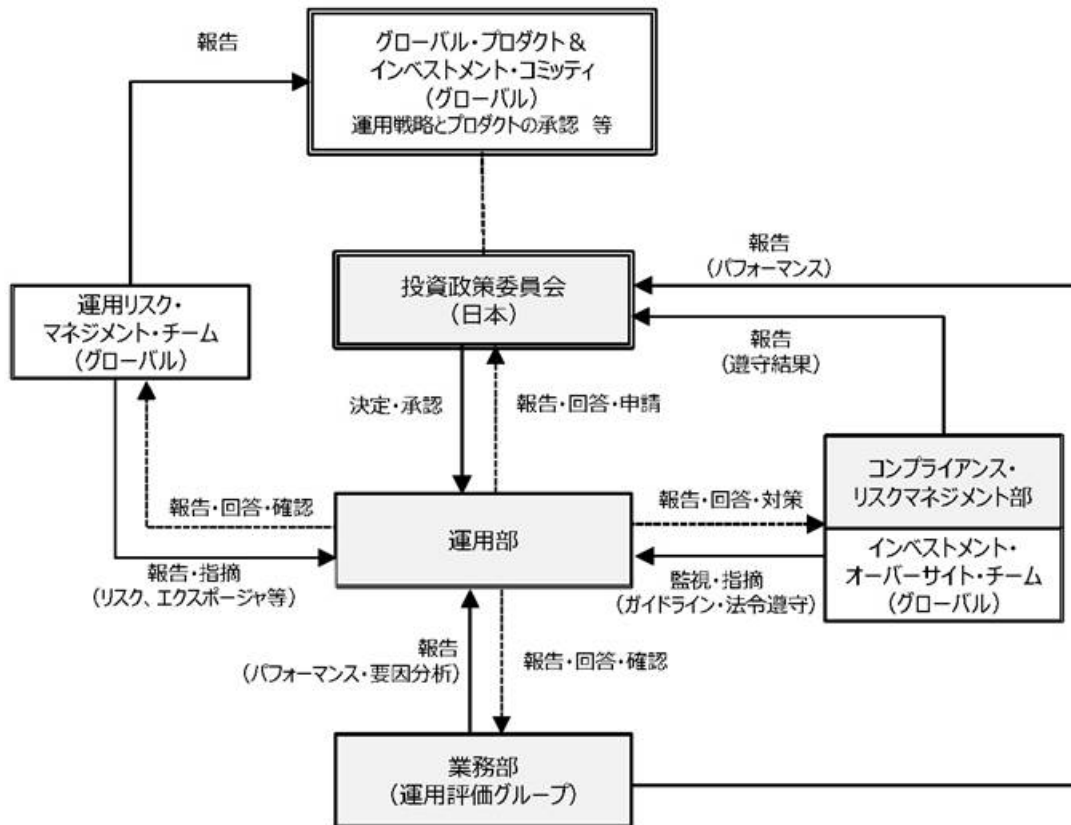 報告
グローバル・プロダクト＆
インベストメント・コミッティ
（グローバル）
運用戦略とプロダクトの承認 等
報告
（パフォーマンス）
投資政策委員会
（日本）
運用リスク・
マネジメント・チーム
（グローバル）
報告
（遵守結果）
決定・承認
報告・回答・申請
コンプライアンス・
リスクマネジメント部
報告・回答・確認
運用部
報告・回答・対策
インベストメント・
オーバーサイト・チーム
（グローバル）
報告・指摘
（リスク、エクスポージャ等）
監視・指摘
（ガイドライン・法令遵守）
報告
（パフォーマンス・要因分析）
報告・回答・確認
業務部
（運用評価グループ）